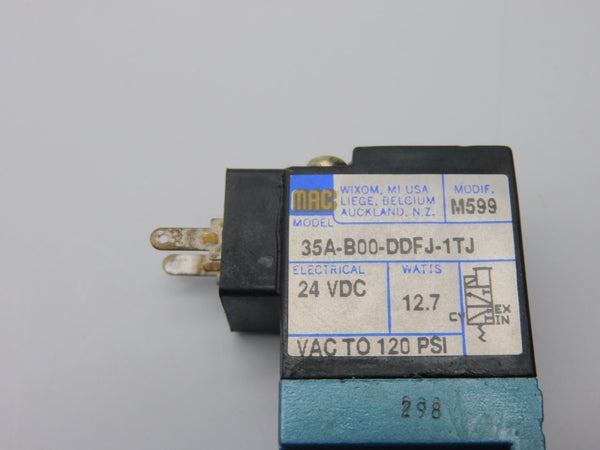 MAC
WIXOM, MI USA
LIEGE, BELGIUM
AUCKLAND, N.Z.
MODIF.
M599
MODEL
35A-B00-DDFJ-1TJ
ELECTRICAL
24 VDC
WATTS
12.7
CY
EX
IN
VAC TO 120 PSI
298